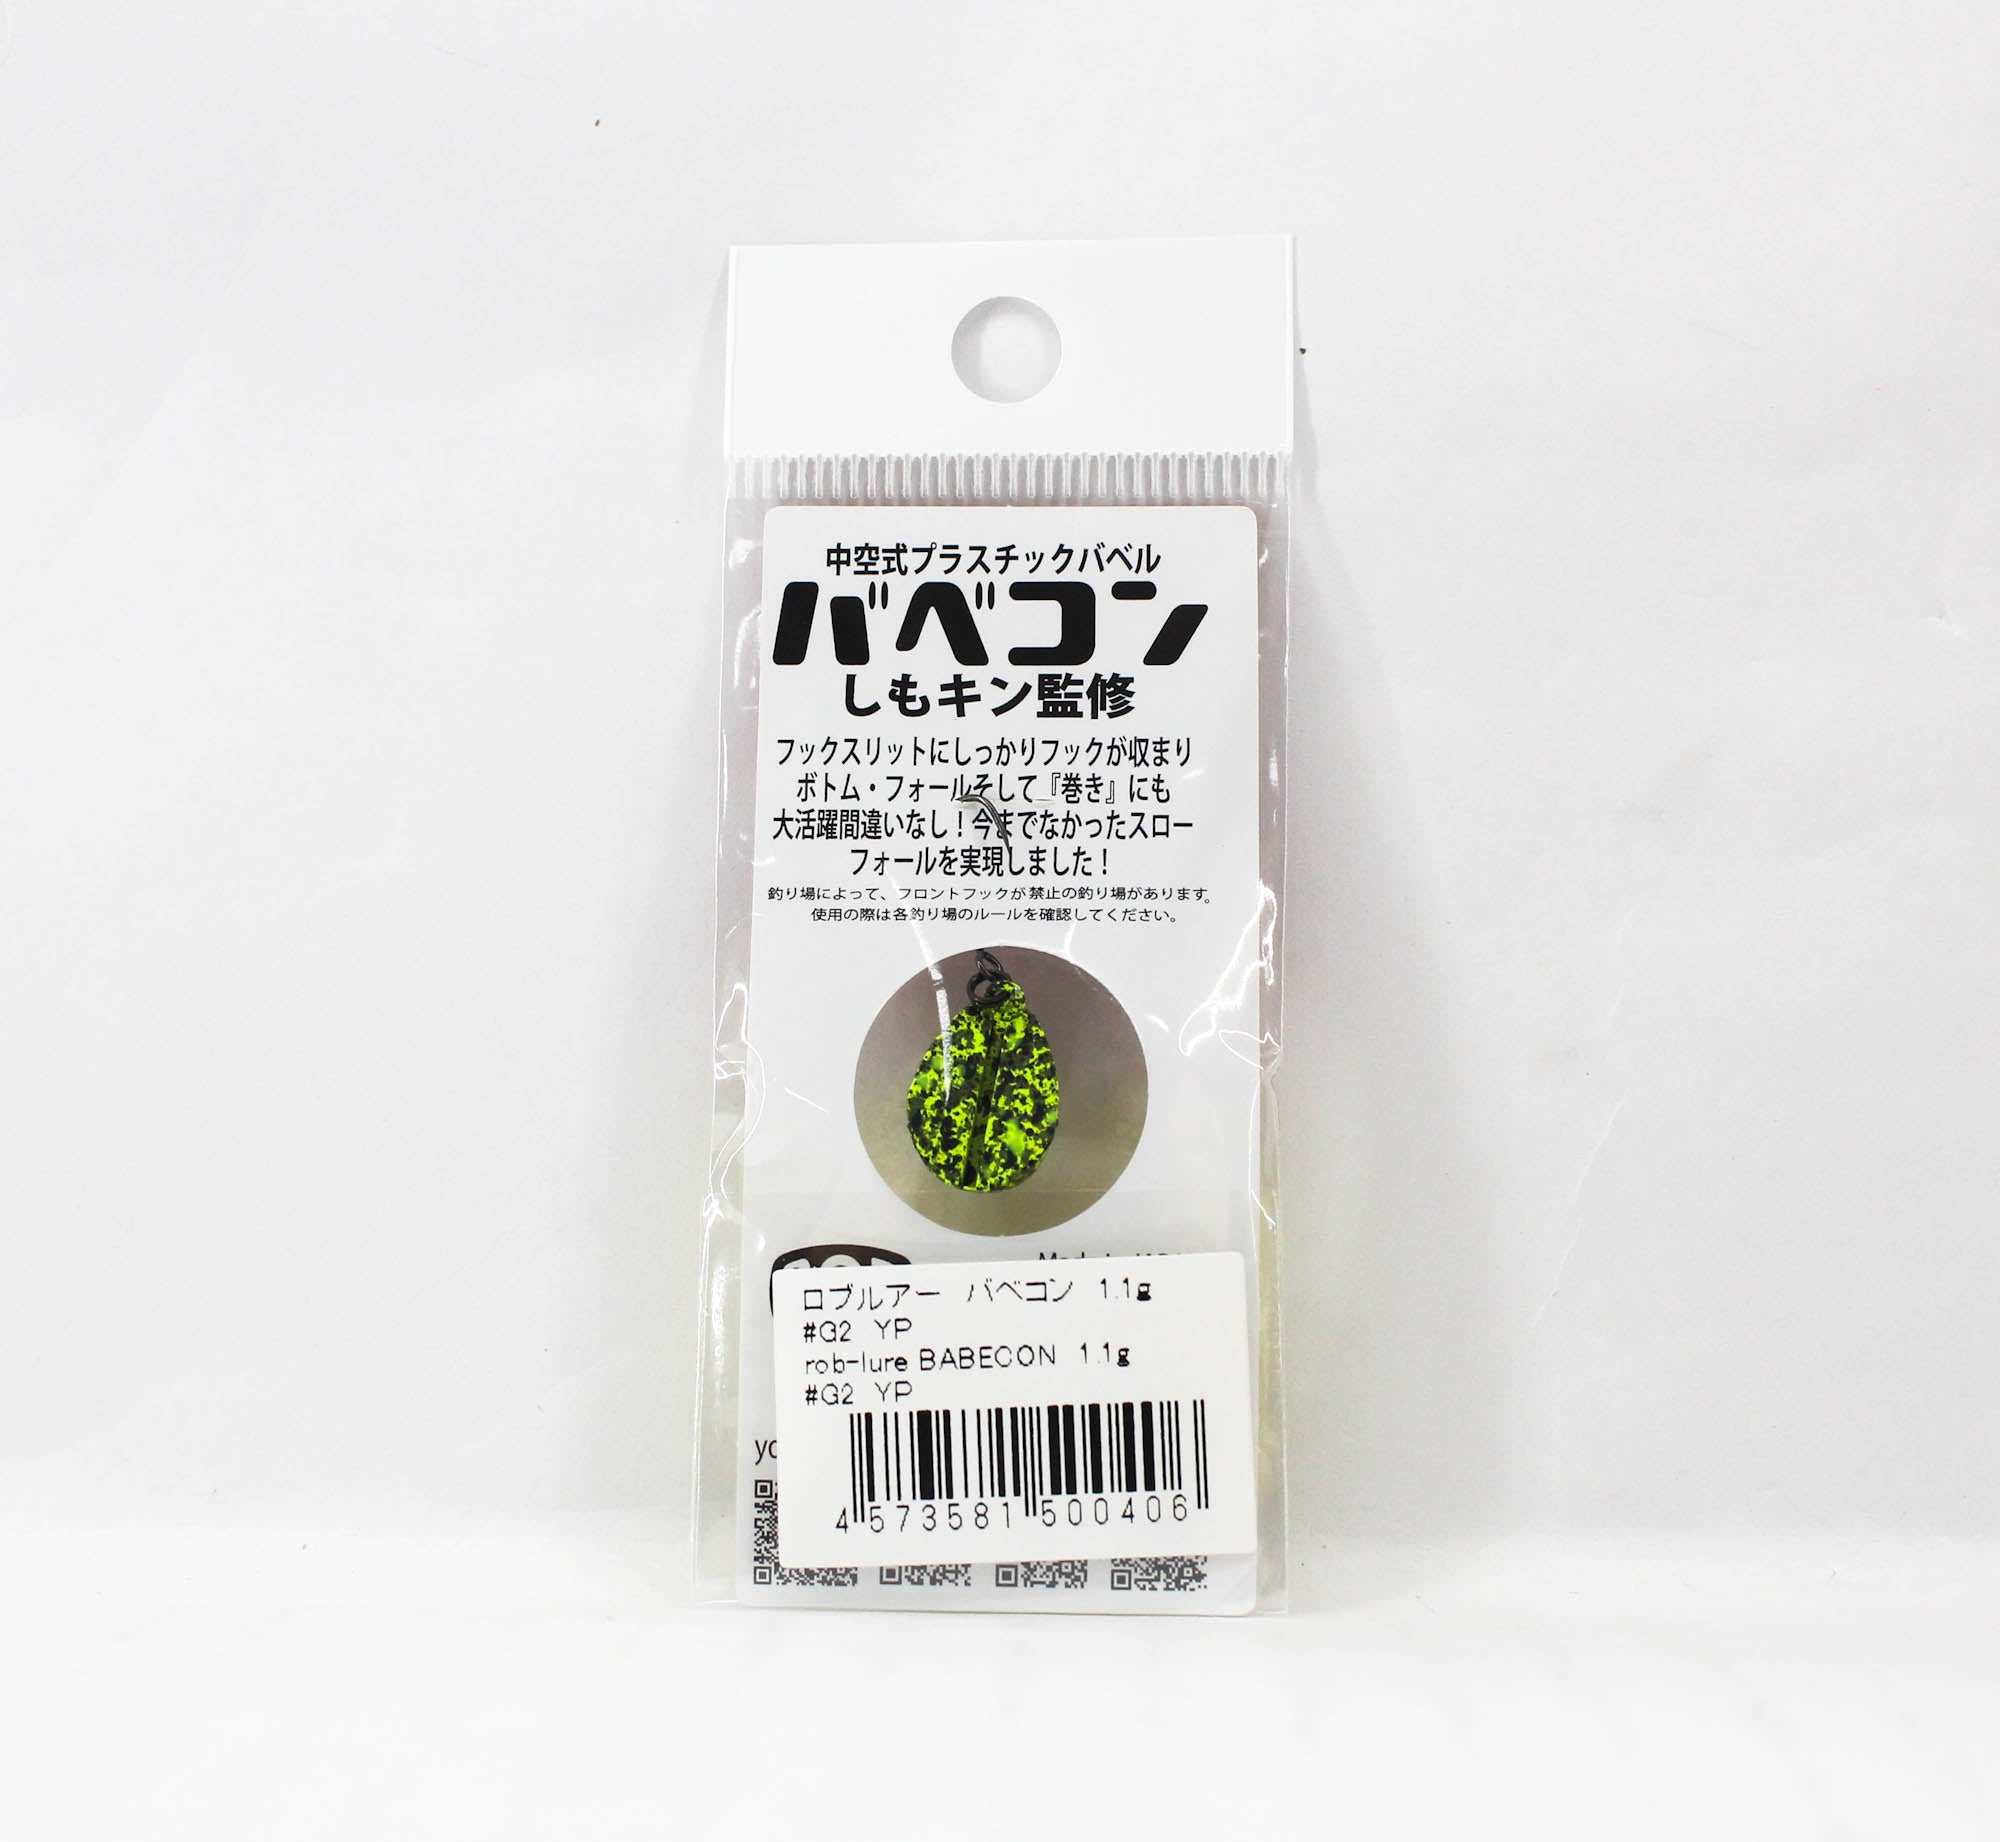 中空式プラスチックバベル
バベコン
しもキン監修
フックスリットにしっかりフックが収まり
ボトム・フォールそして『巻き』にも
大活躍間違いなし！今までなかったスロー
フォールを実現しました！
釣り場によって、フロントフックが禁止の釣り場があります。
使用の際は各釣り場のルールを確認してください。
ロブルアー バベコン 1.1g
#G2 YP
rob-lure BABECON 1.1g
#G2 YP
4 573581 500406